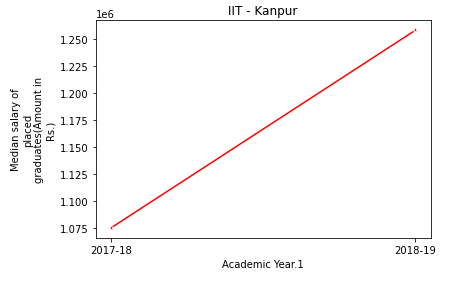 IIT - Kanpur
1e6
1.250
1.225
1.200
1.175
1.150
1.125
1.100
1.075
Median salary of
placed
graduates(Amount in
Rs.)
2017-18
2018-19
Academic Year.1